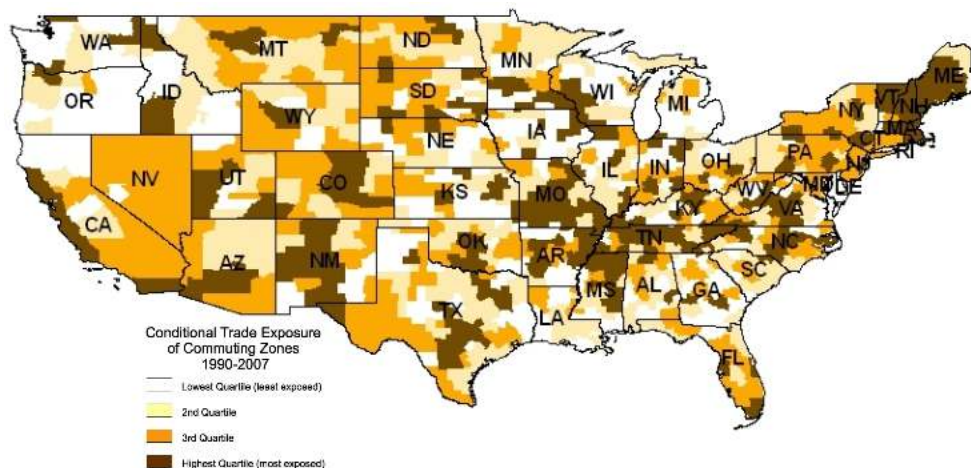 WA
MT
ND
MN
ME
OR
ID
SD
WI
MI
NY
VT
NH
MA
WY
CT
RI
NE
IA
PA
NJ
NV
UT
CO
IL
IN
OH
MD
DE
KS
MO
WV
VA
CA
KY
AZ
NM
OK
AR
TN
NC
SC
TX
LA
MS
AL
GA
FL
Conditional Trade Exposure
of Commuting Zones
1990-2007
Lowest Quartile (least exposed)
2nd Quartile
3rd Quartile
Highest Quartile (most exposed)